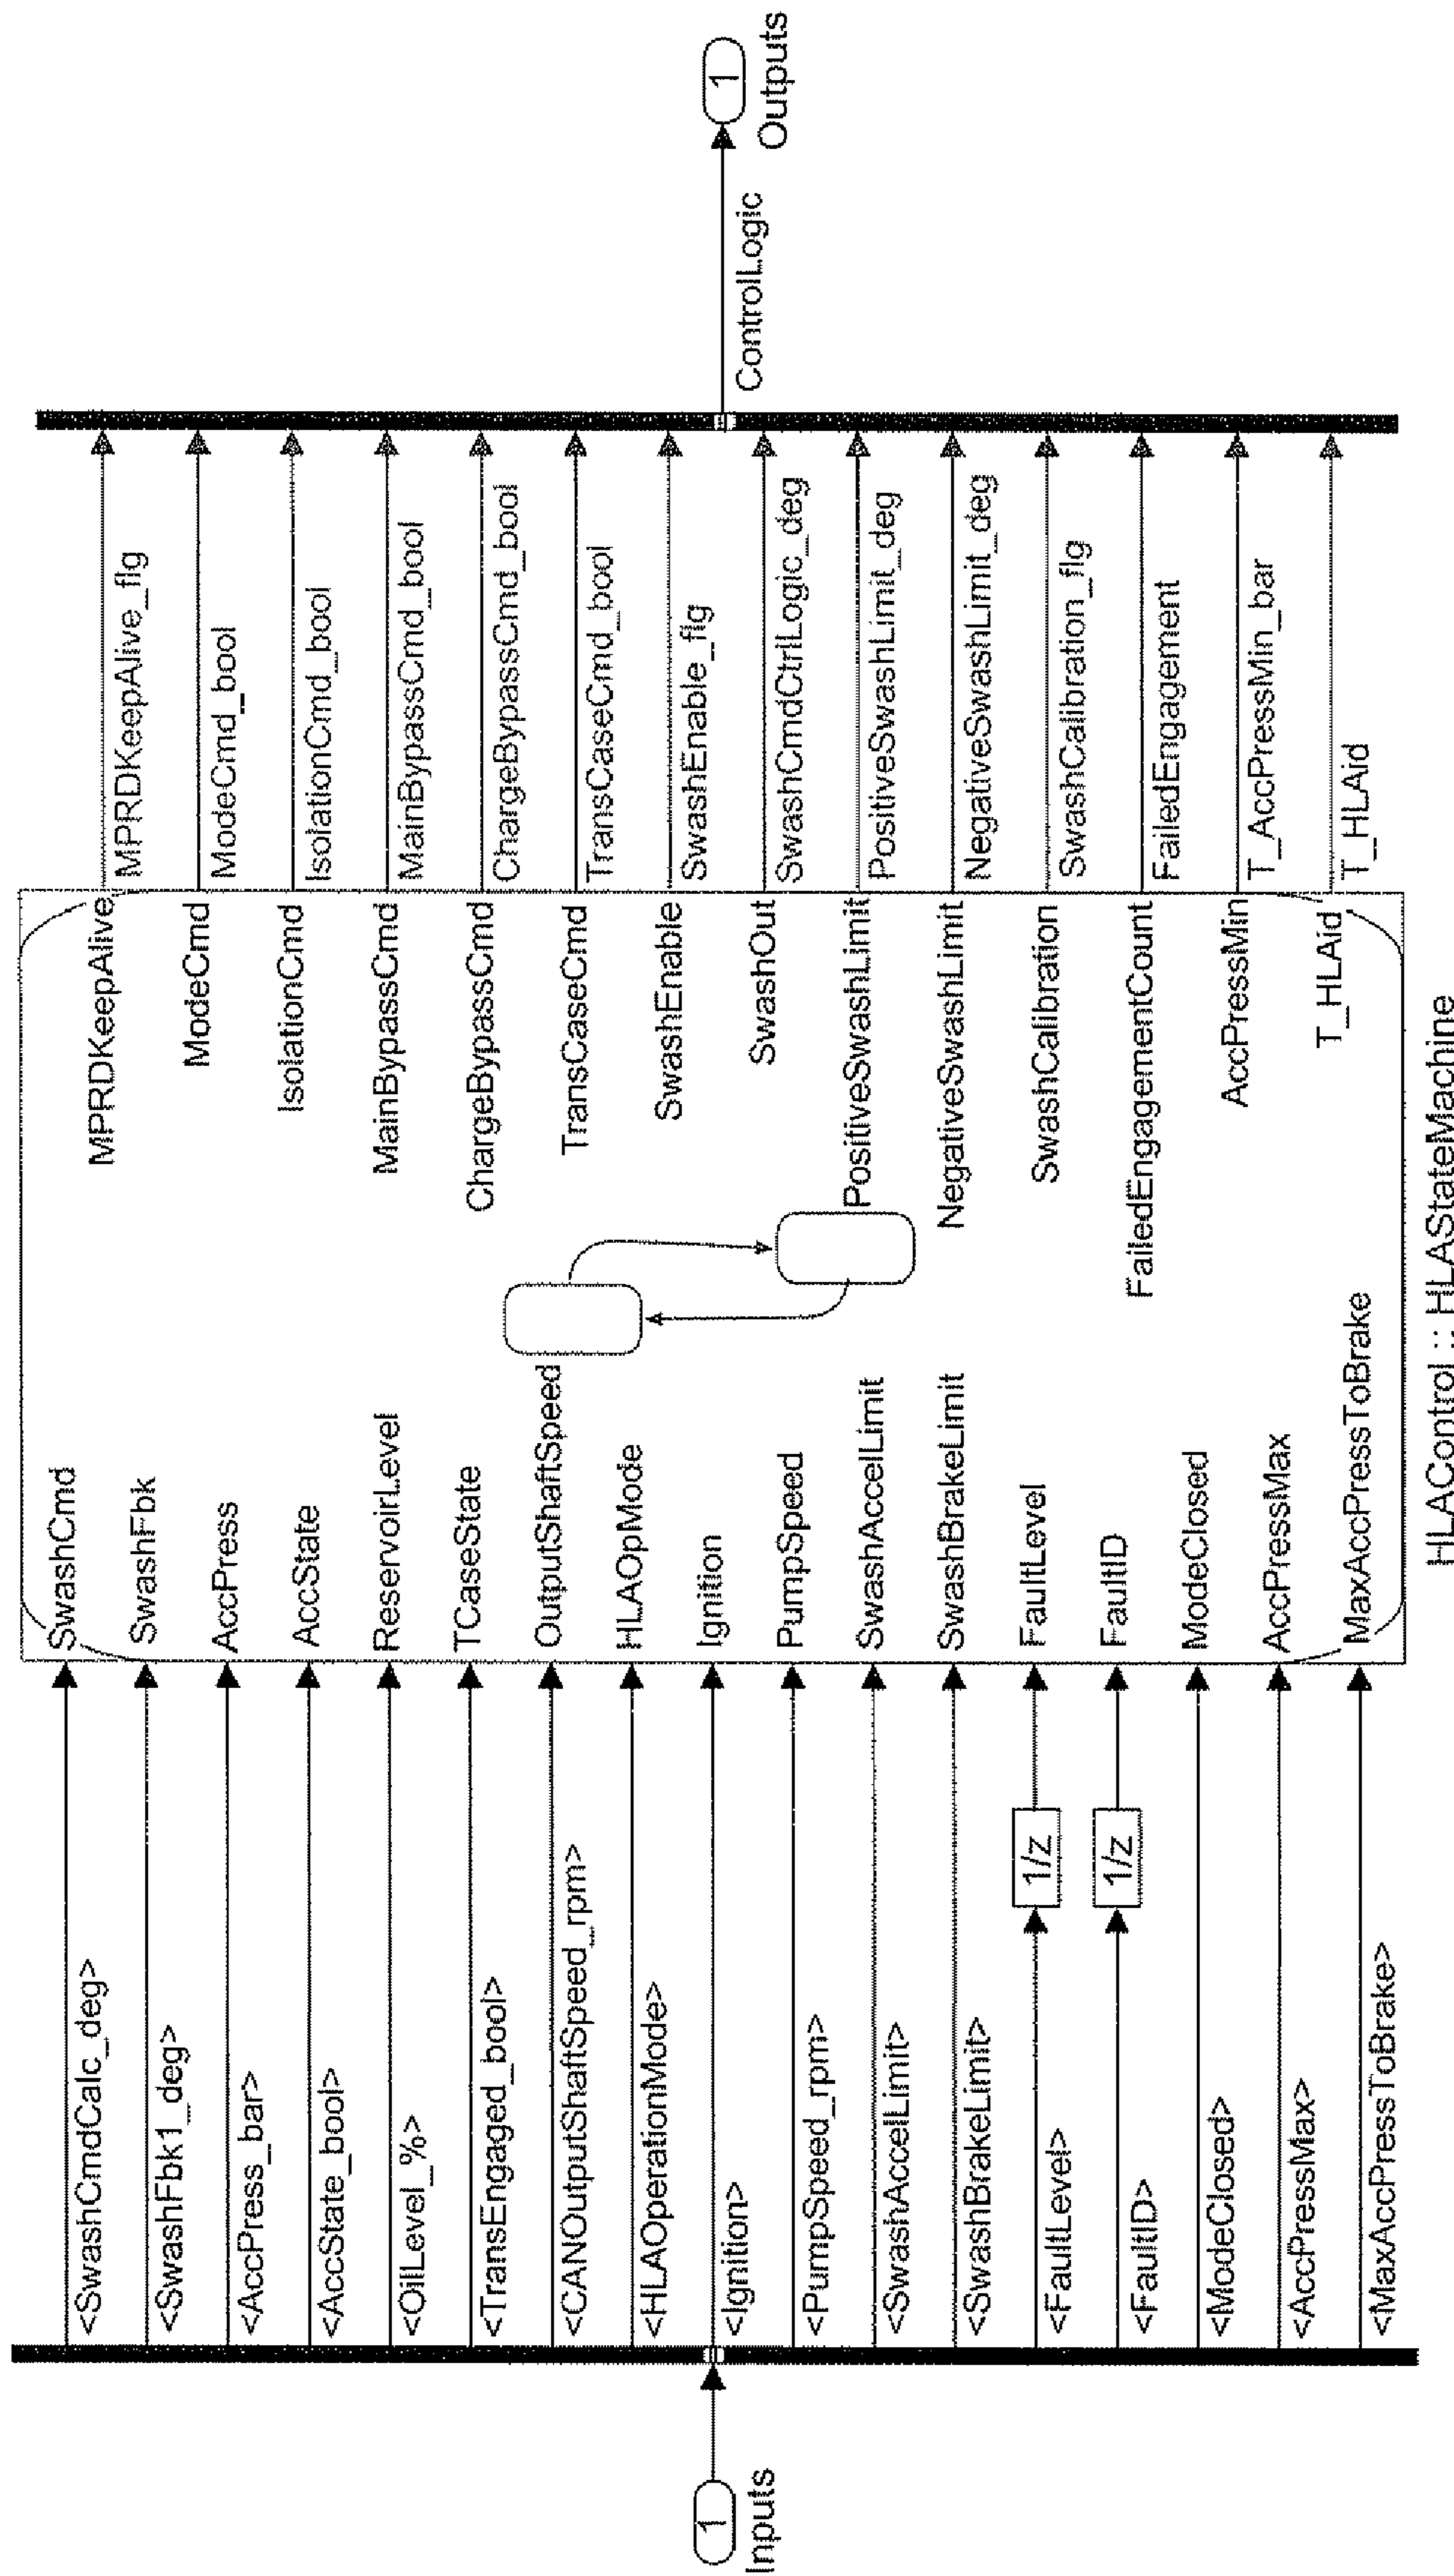 1
Inputs
<SwashCmdCalc_deg>
<SwashFbk1_deg>
<AccPress_bar>
<AccState_bool>
<OilLevel_%>
<TransEngaged_bool>
<CANOutputShaftSpeed_rpm>
<HLAOperationMode>
<Ignition>
<PumpSpeed_rpm>
<SwashAccelLimit>
<SwashBrakeLimit>
<FaultLevel>
<FaultID>
<ModeClosed>
<AccPressMax>
<MaxAccPressToBrake>
1/z
1/z
SwashCmd
SwashFbk
AccPress
AccState
ReservoirLevel
TCaseState
OutputShaftSpeed
HLAOpMode
Ignition
PumpSpeed
SwashAccelLimit
SwashBrakeLimit
FaultLevel
FaultID
ModeClosed
AccPressMax
MaxAccPressToBrake
MPRDKeepAlive
ModeCmd
IsolationCmd
MainBypassCmd
ChargeBypassCmd
TransCaseCmd
SwashEnable
SwashOut
PositiveSwashLimit
NegativeSwashLimit
SwashCalibration
FailedEngagementCount
AccPressMin
T_HLAid
HLAControl :: HLAStateMachine
MPRDKeepAlive_flg
ModeCmd_bool
IsolationCmd_bool
MainBypassCmd_bool
ChargeBypassCmd_bool
TransCaseCmd_bool
SwashEnable_flg
SwashCmdCtrlLogic_deg
PositiveSwashLimit_deg
NegativeSwashLimit_deg
SwashCalibration_flg
FailedEngagement
T_AccPressMin_bar
T_HLAid
ControlLogic
1
Outputs